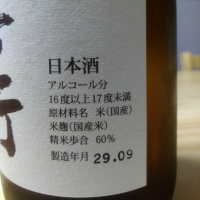 日本酒
アルコール分
16度以上17度未満
原材料名 米(国産)
米麹(国産米)
精米歩合 60%
製造年月 29.09